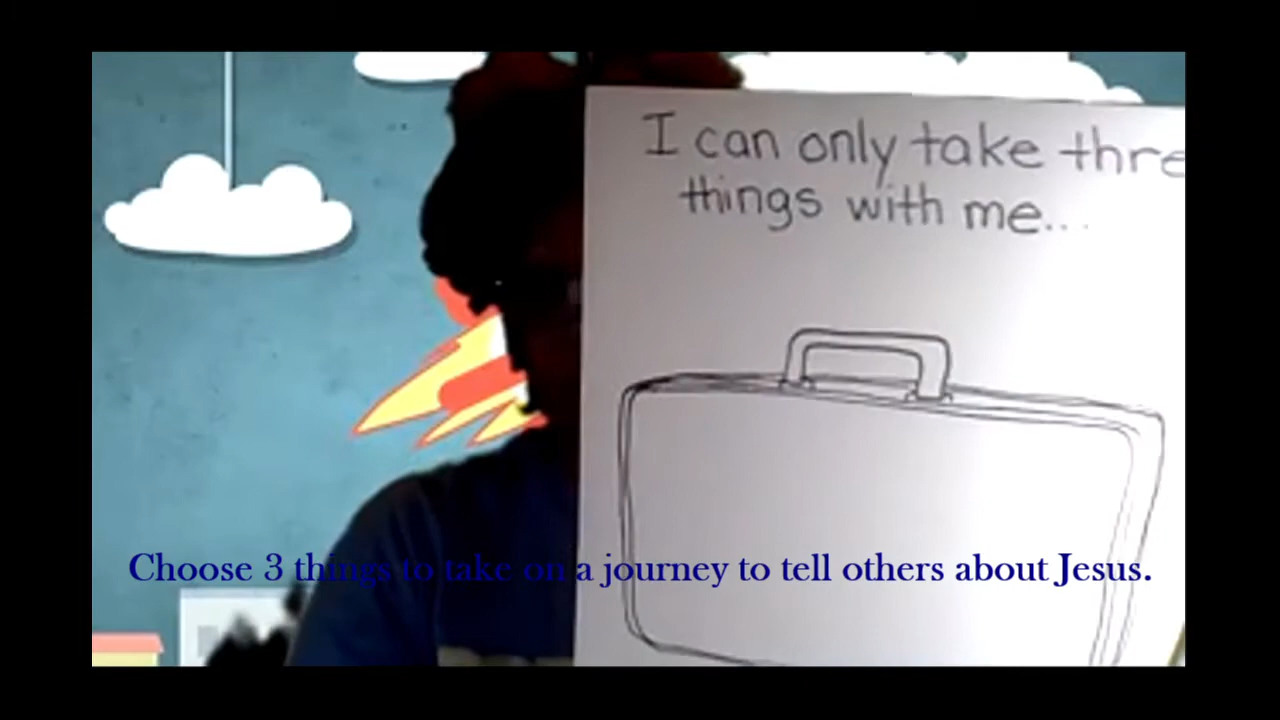 I can only take thre
things with me...
Choose 3 things to take on a journey to tell others about Jesus.